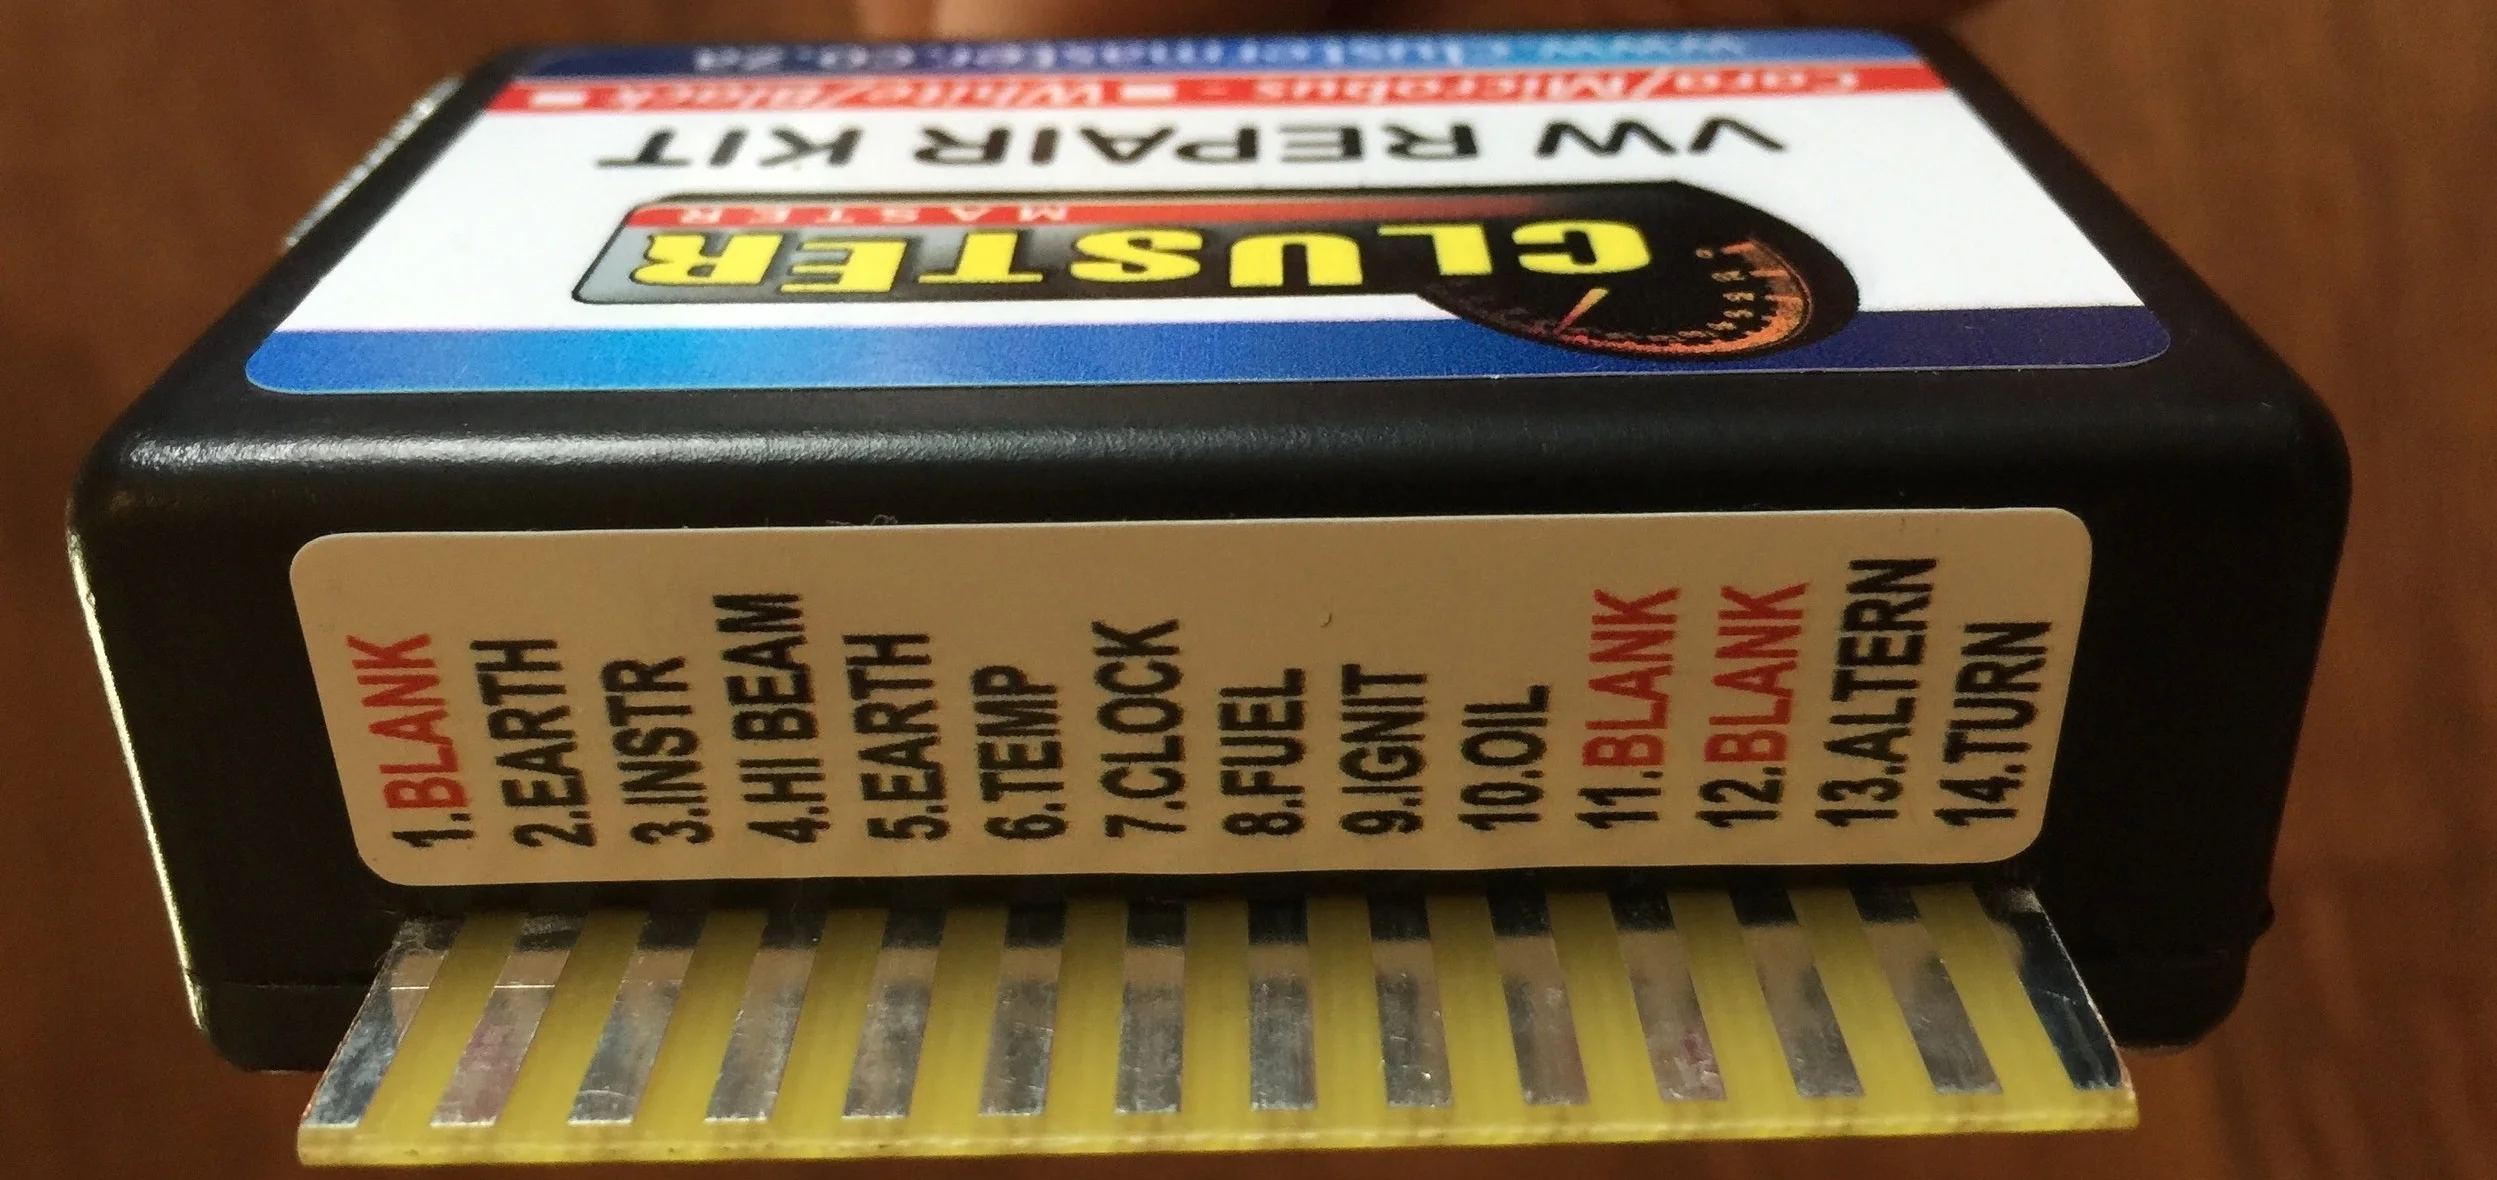 www.clustermaster.co.za
Cara/Microbus - White/Black
VW REPAIR KIT
CLUSTER
MASTER
1.BLANK
2.EARTH
3.INSTR
4.HI BEAM
5.EARTH
6.TEMP
7.CLOCK
8.FUEL
9.IGNIT
10.OIL
11.BLANK
12.BLANK
13.ALTERN
14.TURN